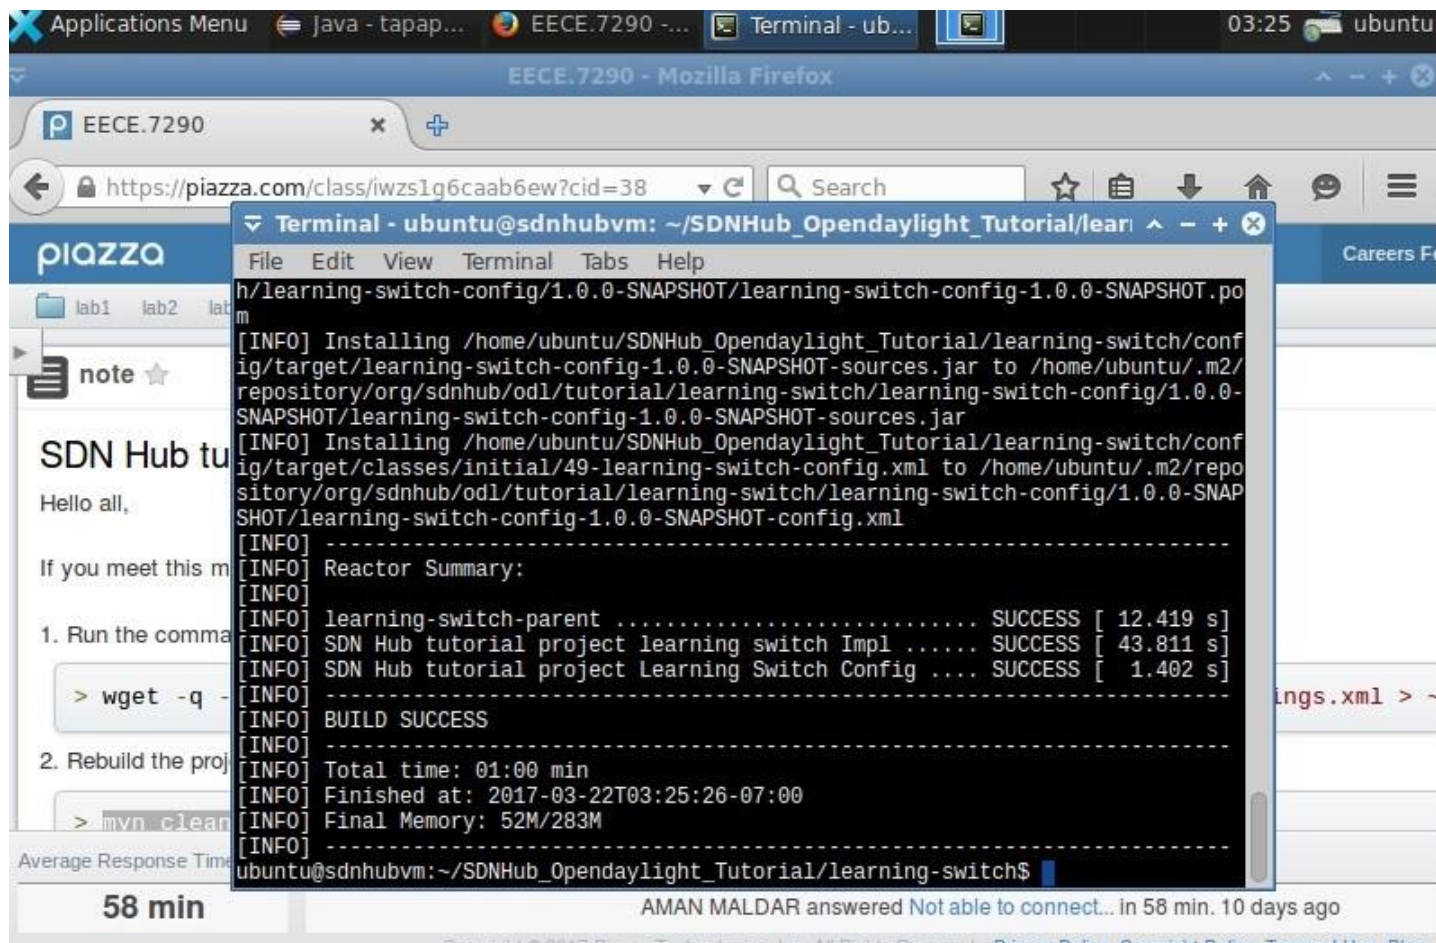 Applications Menu Java - tapap... EECE.7290 -... Terminal - ub... 03:25 ubuntu
EECE.7290 - Mozilla Firefox
EECE.7290
https://piazza.com/class/iwzs1g6caab6ew?cid=38 Search
Terminal - ubuntu@sdnhubvm: ~/SDNHub_Opendaylight_Tutorial/lear
piazza Careers
File Edit View Terminal Tabs Help
lab1 lab2
h/learning-switch-config/1.0.0-SNAPSHOT/learning-switch-config-1.0.0-SNAPSHOT.po
m
[INFO] Installing /home/ubuntu/SDNHub_Opendaylight_Tutorial/learning-switch/conf
ig/target/learning-switch-config-1.0.0-SNAPSHOT-sources.jar to /home/ubuntu/.m2/
repository/org/sdnhub/odl/tutorial/learning-switch/learning-switch-config/1.0.0-
SNAPSHOT/learning-switch-config-1.0.0-SNAPSHOT-sources.jar
[INFO] Installing /home/ubuntu/SDNHub_Opendaylight_Tutorial/learning-switch/conf
ig/target/classes/initial/49-learning-switch-config.xml to /home/ubuntu/.m2/repo
sitory/org/sdnhub/odl/tutorial/learning-switch/learning-switch-config/1.0.0-SNAP
SHOT/learning-switch-config-1.0.0-SNAPSHOT-config.xml
[INFO] ------------------------------------------------------------------------
[INFO] Reactor Summary:
[INFO]
[INFO] learning-switch-parent ............................. SUCCESS [ 12.419 s]
[INFO] SDN Hub tutorial project learning switch Impl ...... SUCCESS [ 43.811 s]
[INFO] SDN Hub tutorial project Learning Switch Config .... SUCCESS [  1.402 s]
[INFO] ------------------------------------------------------------------------
[INFO] BUILD SUCCESS
[INFO] ------------------------------------------------------------------------
[INFO] Total time: 01:00 min
[INFO] Finished at: 2017-03-22T03:25:26-07:00
[INFO] Final Memory: 52M/283M
[INFO] ------------------------------------------------------------------------
ubuntu@sdnhubvm:~/SDNHub_Opendaylight_Tutorial/learning-switch$
note
SDN Hub tu
Hello all,
If you meet this m
1. Run the comma
> wget -q - ings.xml > ~
2. Rebuild the proj
> mvn clean
Average Response Time
58 min
AMAN MALDAR answered Not able to connect... in 58 min. 10 days ago